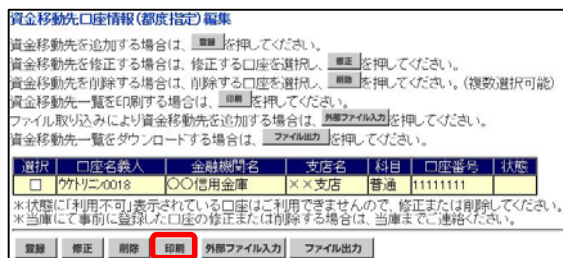 資金移動先口座情報(都度指定)編集
資金移動先を追加する場合は、 登録 を押してください。
資金移動先を修正する場合は、修正する口座を選択し、 修正 を押してください。
資金移動先を削除する場合は、削除する口座を選択し、 削除 を押してください。(複数選択可能)
資金移動先一覧を印刷する場合は、 印刷 を押してください。
ファイル取り込みにより資金移動先を追加する場合は、 外部ファイル入力 を押してください。
資金移動先一覧をダウンロードする場合は、 ファイル出力 を押してください。
選択 口座名義人 金融機関名 支店名 科目 口座番号 状態
ウケトリニン0018 〇〇信用金庫 ××支店 普通 11111111
※状態に「利用不可」表示されている口座はご利用できませんので、修正または削除してください。
※当庫にて事前に登録した口座の修正または削除する場合は、当庫までご連絡ください。
登録 修正 削除 印刷 外部ファイル入力 ファイル出力